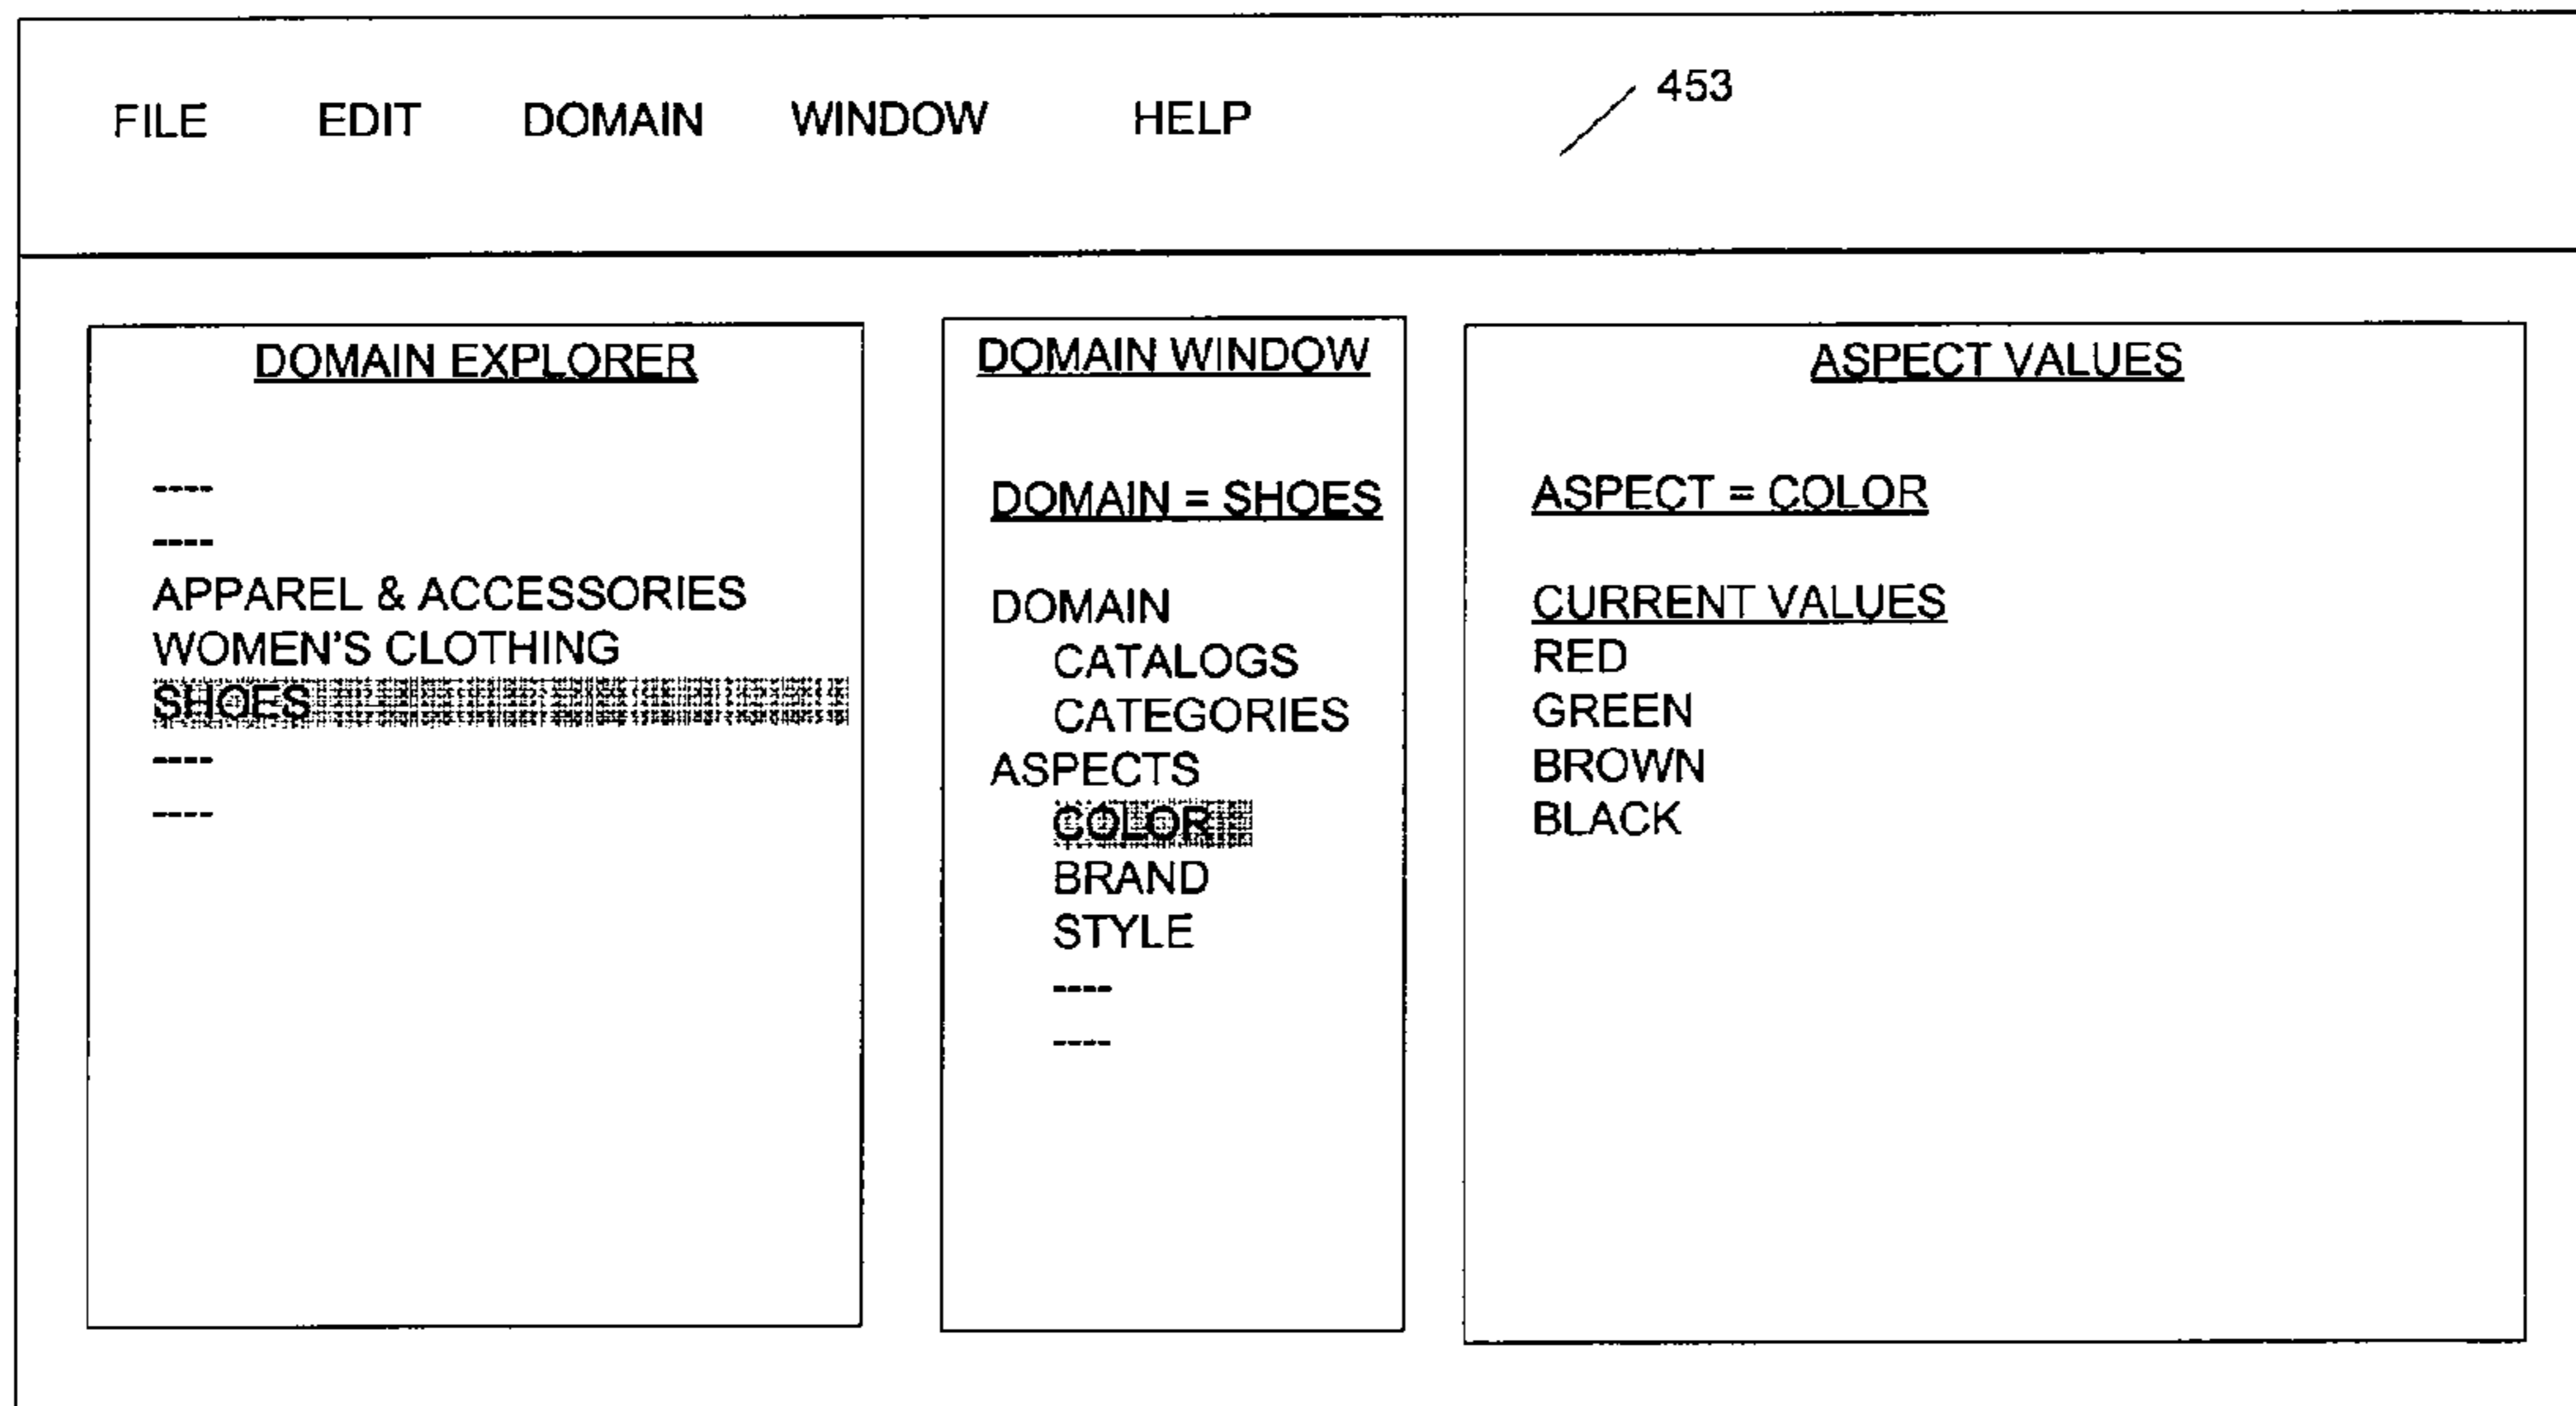 FILE EDIT DOMAIN WINDOW HELP 453
DOMAIN EXPLORER
----
----
APPAREL & ACCESSORIES
WOMEN'S CLOTHING
SHOES
----
----
DOMAIN WINDOW
DOMAIN = SHOES
DOMAIN
CATALOGS
CATEGORIES
ASPECTS
COLOR
BRAND
STYLE
----
----
ASPECT VALUES
ASPECT = COLOR
CURRENT VALUES
RED
GREEN
BROWN
BLACK